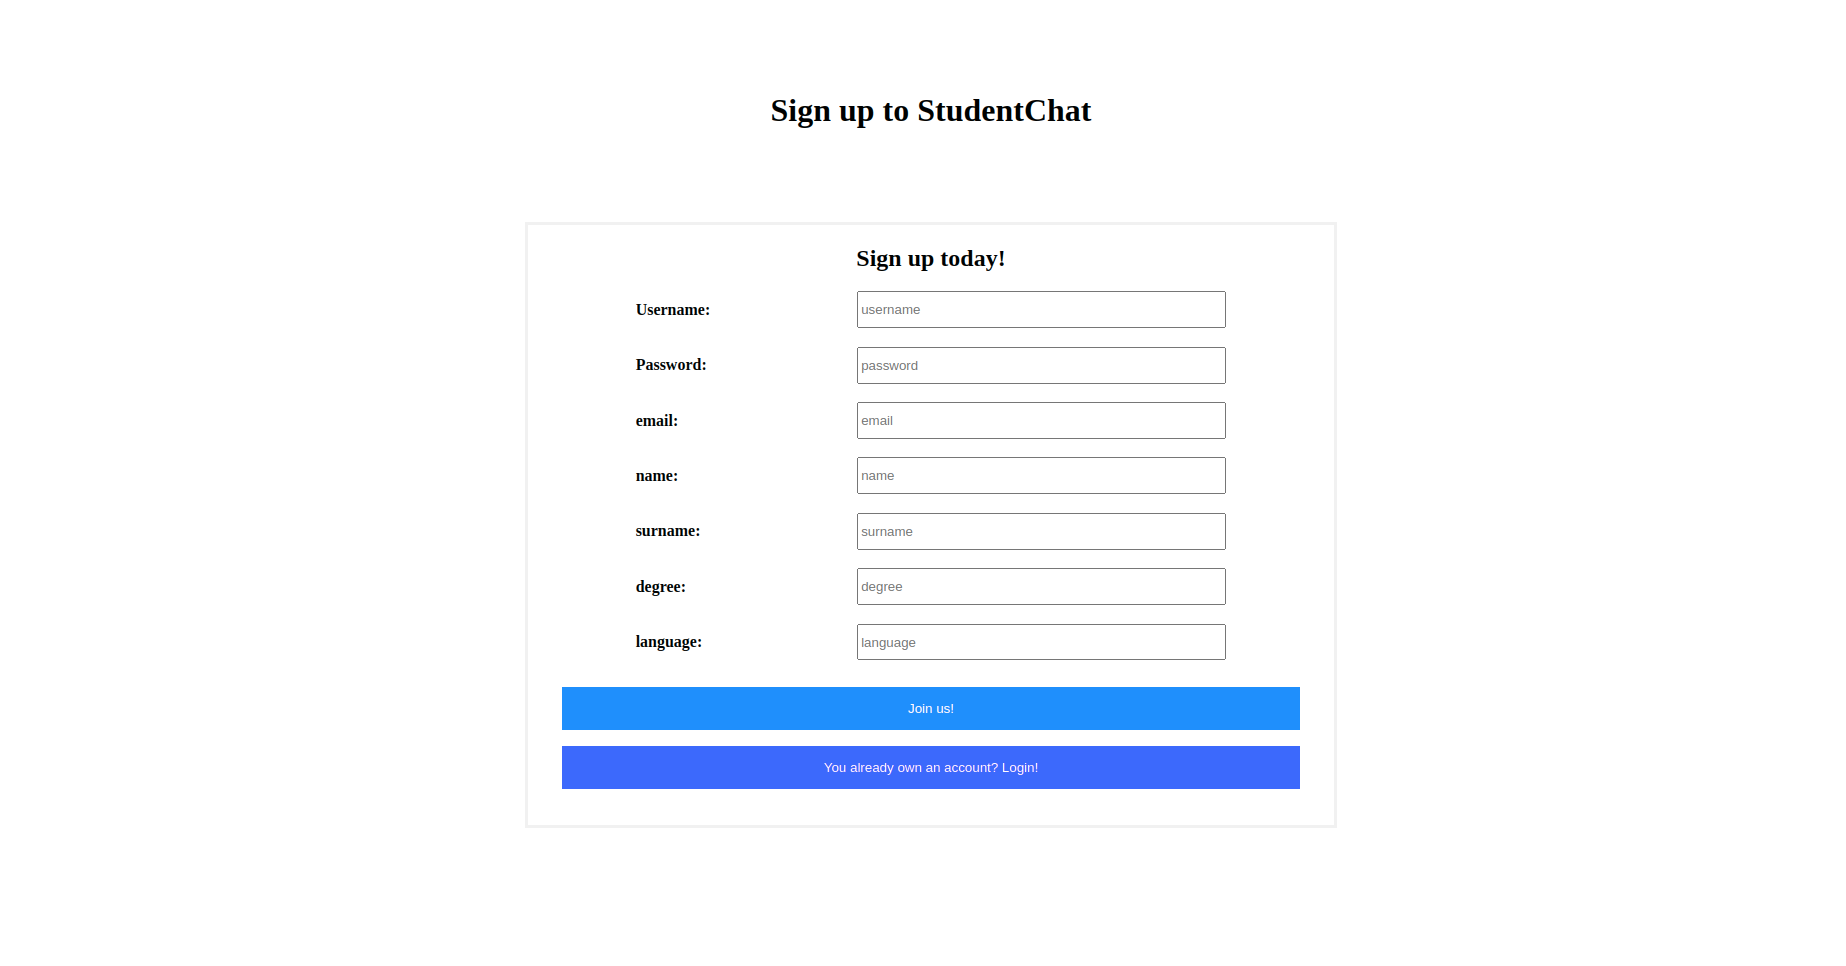 Sign up to StudentChat
Sign up today!
Username: username
Password: password
email: email
name: name
surname: surname
degree: degree
language: language
Join us!
You already own an account? Login!